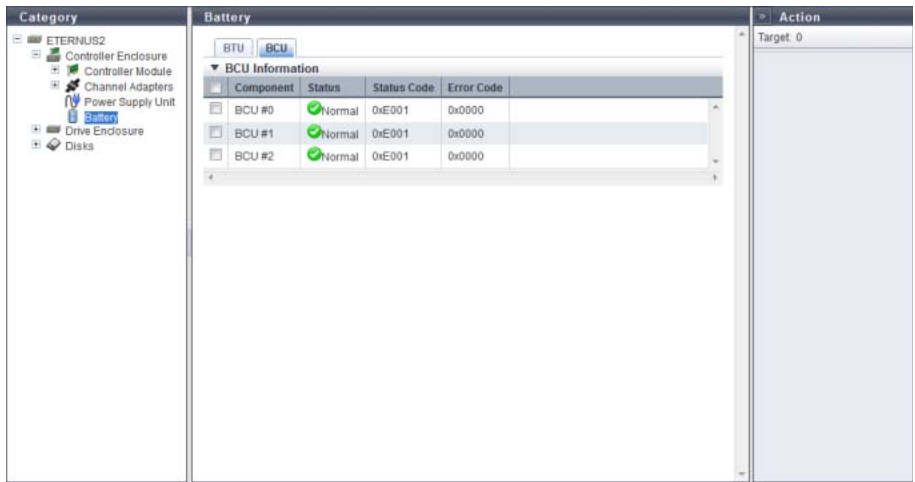 Category
ETERNUS2
Controller Enclosure
Controller Module
Channel Adapters
Power Supply Unit
Battery
Drive Enclosure
Disks
Battery
BTU BCU
BCU Information
Component Status Status Code Error Code
BCU #0 Normal 0xE001 0x0000
BCU #1 Normal 0xE001 0x0000
BCU #2 Normal 0xE001 0x0000
» Action
Target: 0